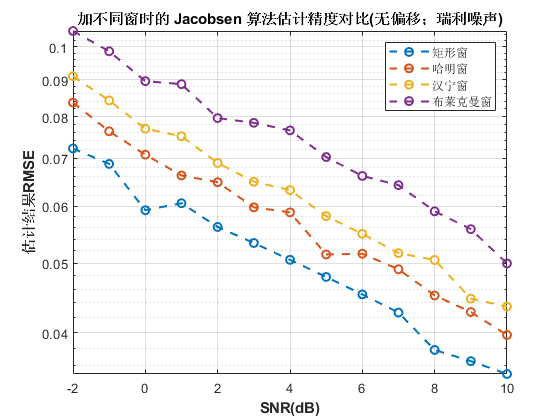 加不同窗时的 Jacobsen 算法估计精度对比(无偏移；瑞利噪声)
矩形窗
哈明窗
汉宁窗
布莱克曼窗
估计结果RMSE
0.1
0.09
0.08
0.07
0.06
0.05
0.04
-2
0
2
4
6
8
10
SNR(dB)